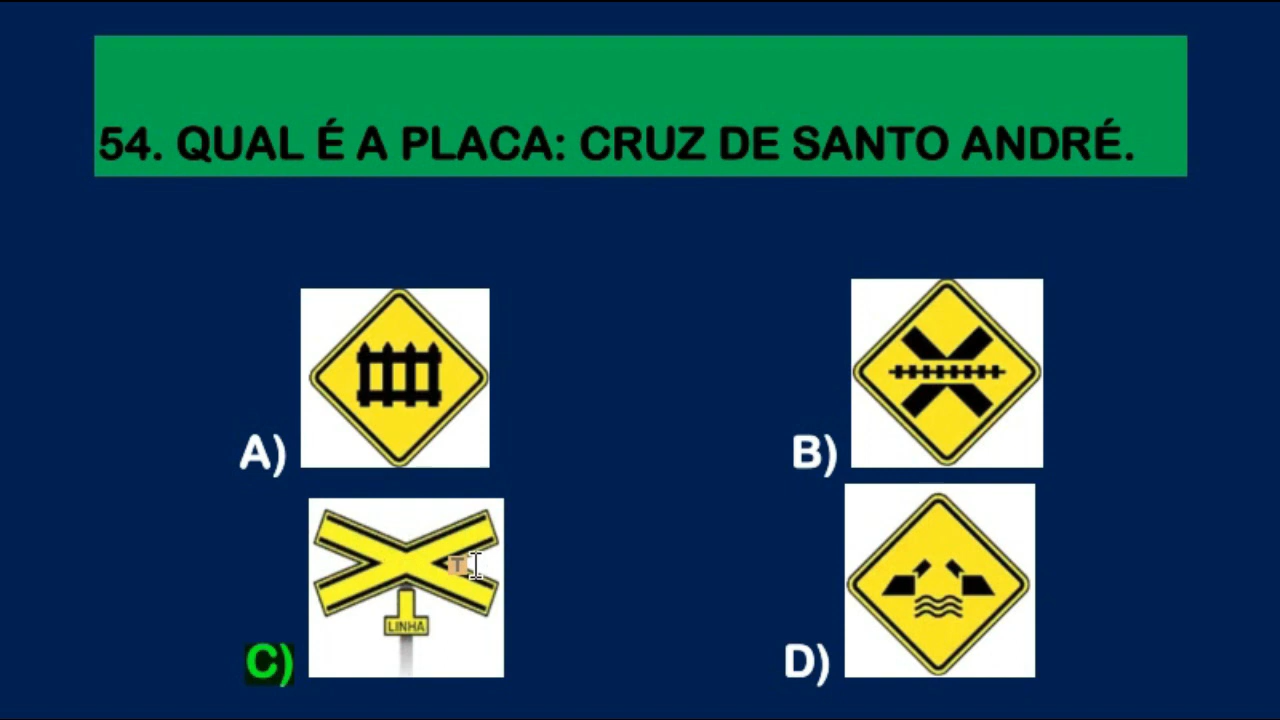 54. QUAL É A PLACA: CRUZ DE SANTO ANDRÉ.
A)
B)
T
LINHA
C)
D)